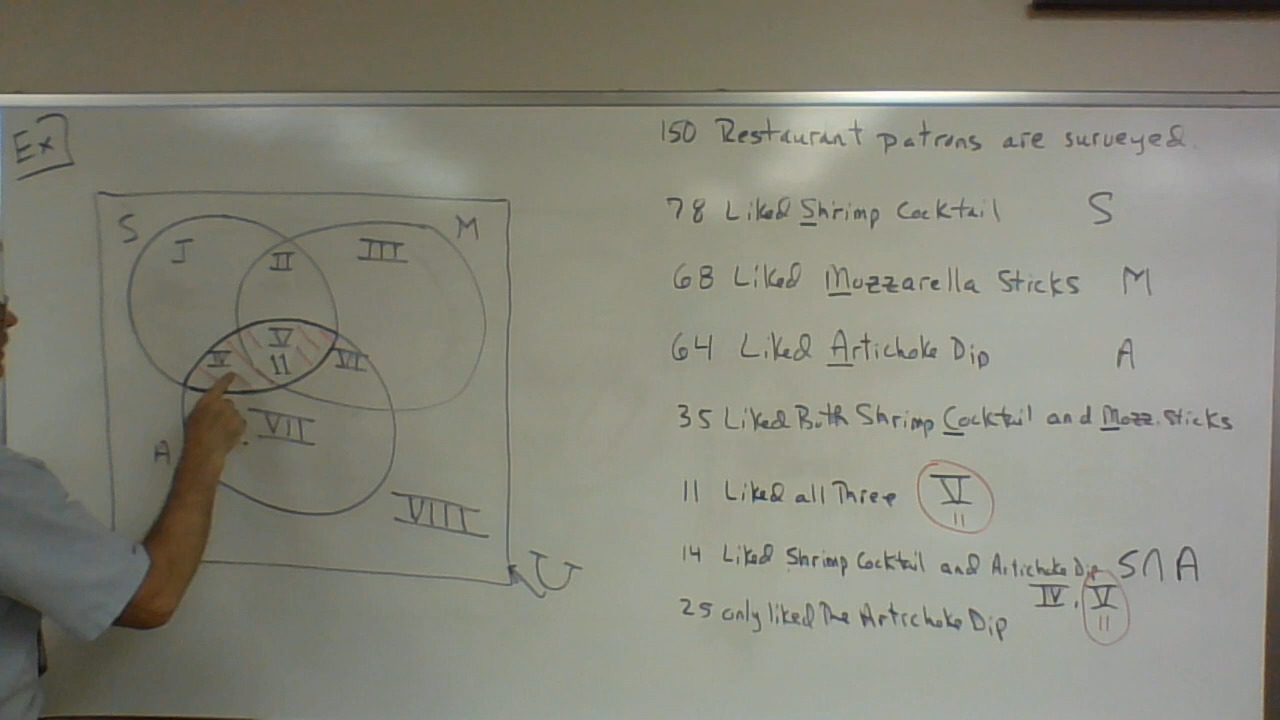 Ex
150 Restaurant patrons are surveyed.
S
I
II
III
M
78 Liked Shrimp Cocktail S
68 Liked Mozzarella Sticks M
IV
V
11
VI
64 Liked Artichoke Dip A
VII
A
35 Liked Both Shrimp Cocktail and Mozz. Sticks
VIII
11 Liked all Three V
11
U
14 Liked Shrimp Cocktail and Artichoke Dip S∩A
IV, V
11
25 only liked The Artichoke Dip